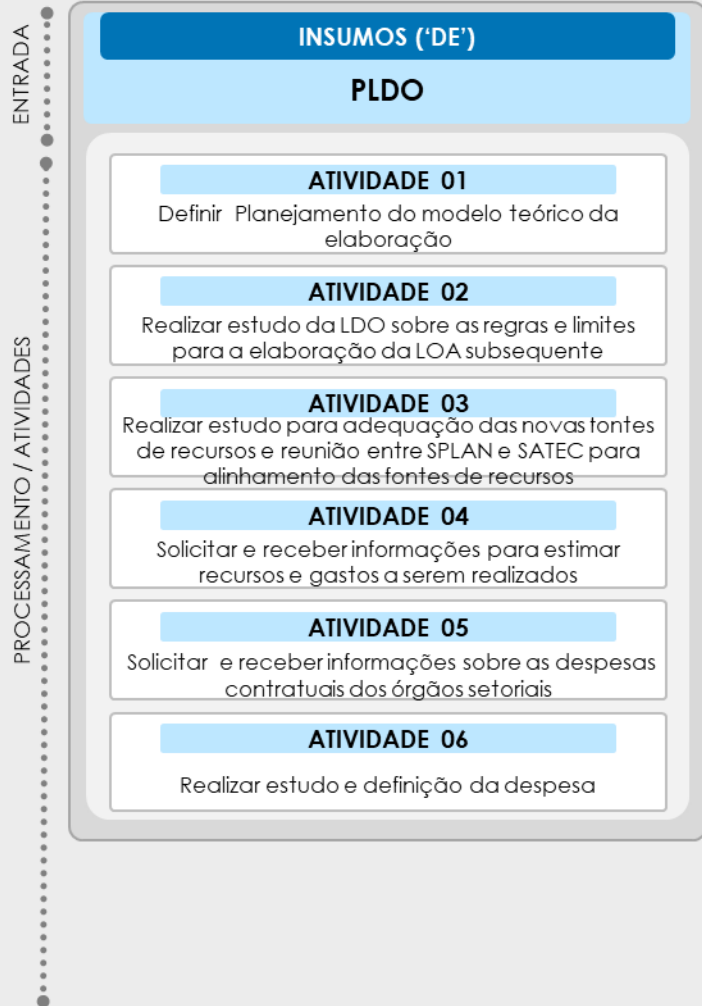 ENTRADA
INSUMOS ('DE')
PLDO
PROCESSAMENTO / ATIVIDADES
ATIVIDADE 01
Definir Planejamento do modelo teórico da
elaboração
ATIVIDADE 02
Realizar estudo da LDO sobre as regras e limites
para a elaboração da LOA subsequente
ATIVIDADE 03
Realizar estudo para adequação das novas fontes
de recursos e reunião entre SPLAN e SATEC para
alinhamento das fontes de recursos
ATIVIDADE 04
Solicitar e receber informações para estimar
recursos e gastos a serem realizados
ATIVIDADE 05
Solicitar e receber informações sobre as despesas
contratuais dos órgãos setoriais
ATIVIDADE 06
Realizar estudo e definição da despesa